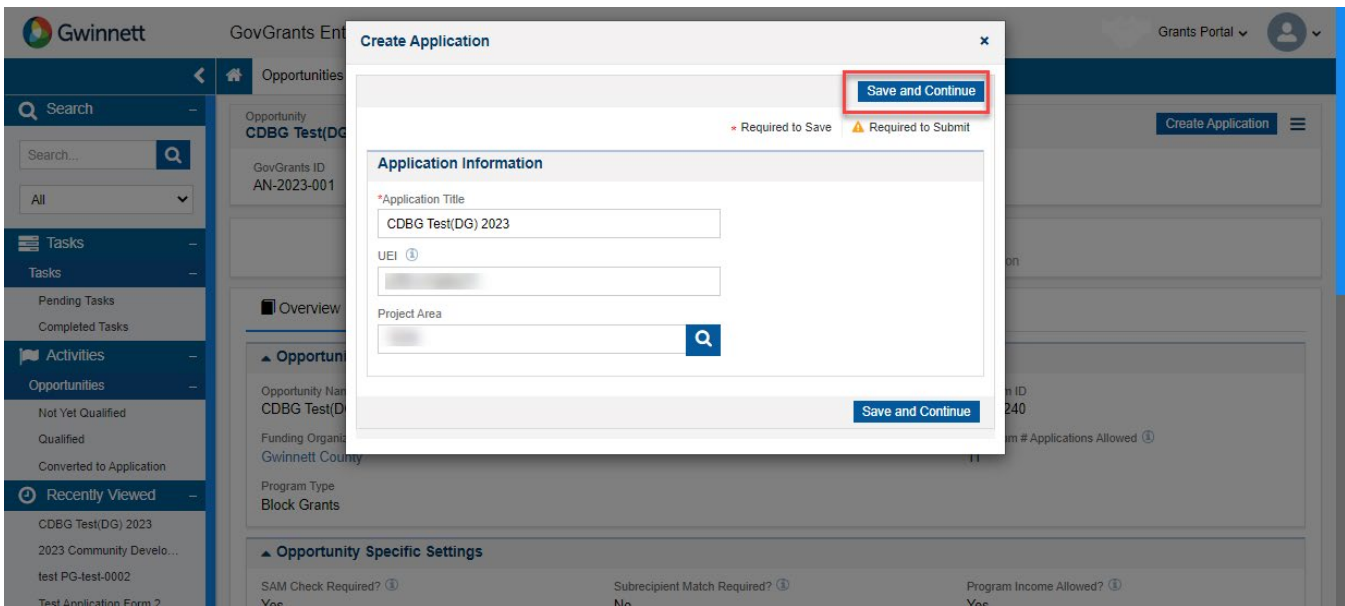 Gwinnett
GovGrants Ent
Grants Portal
Create Application
×
Opportunities
Save and Continue
* Required to Save
Required to Submit
Search
Search...
All
Opportunity
CDBG Test(DG
Create Application
GovGrants ID
AN-2023-001
Application Information
*Application Title
CDBG Test(DG) 2023
UEI
Project Area
on
Tasks
Tasks
Pending Tasks
Completed Tasks
Activities
Opportunities
Not Yet Qualified
Qualified
Converted to Application
Recently Viewed
CDBG Test(DG) 2023
2023 Community Develo...
test PG-test-0002
Test Application Form 2
Overview
Opportuni
Opportunity Nam
CDBG Test(D
m ID
240
Save and Continue
Funding Organiz
Gwinnett County
um # Applications Allowed
11
Program Type
Block Grants
Opportunity Specific Settings
SAM Check Required?
Yes
Subrecipient Match Required?
No
Program Income Allowed?
Yes